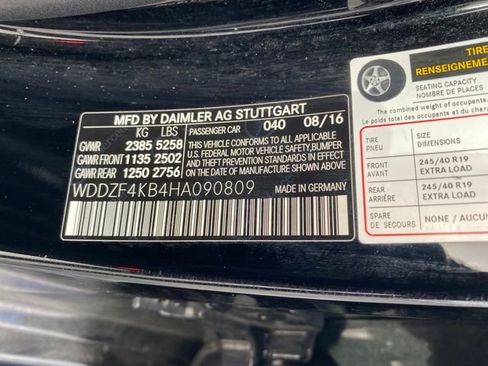 MFD BY DAIMLER AG STUTTGART
KG LBS PASSENGER CAR 040 08/16
GVWR 2385 5258
GAWR FRONT 1135 2502
GAWR REAR 1250 2756
THIS VEHICLE CONFORMS TO ALL APPLICABLE
U.S. FEDERAL MOTOR VEHICLE SAFETY, BUMPER
AND THEFT PREVENTION STANDARDS IN EFFECT
ON THE DATE OF MANUFACTURE SHOWN ABOVE.
WDDZF4KB4HA090809
TIRE
RENSEIGNEME
SEATING CAPACITY
NOMBRE DE PLACES
The combined weight of occupants
Le poids total des occupants et du
TIRE
PNEU
SIZE
DIMENSIONS
FRONT
AVANT
245/40 R19
EXTRA LOAD
REAR
ARRIÈRE
245/40 R19
EXTRA LOAD
SPARE
DE SECOURS
NONE / AUCUN